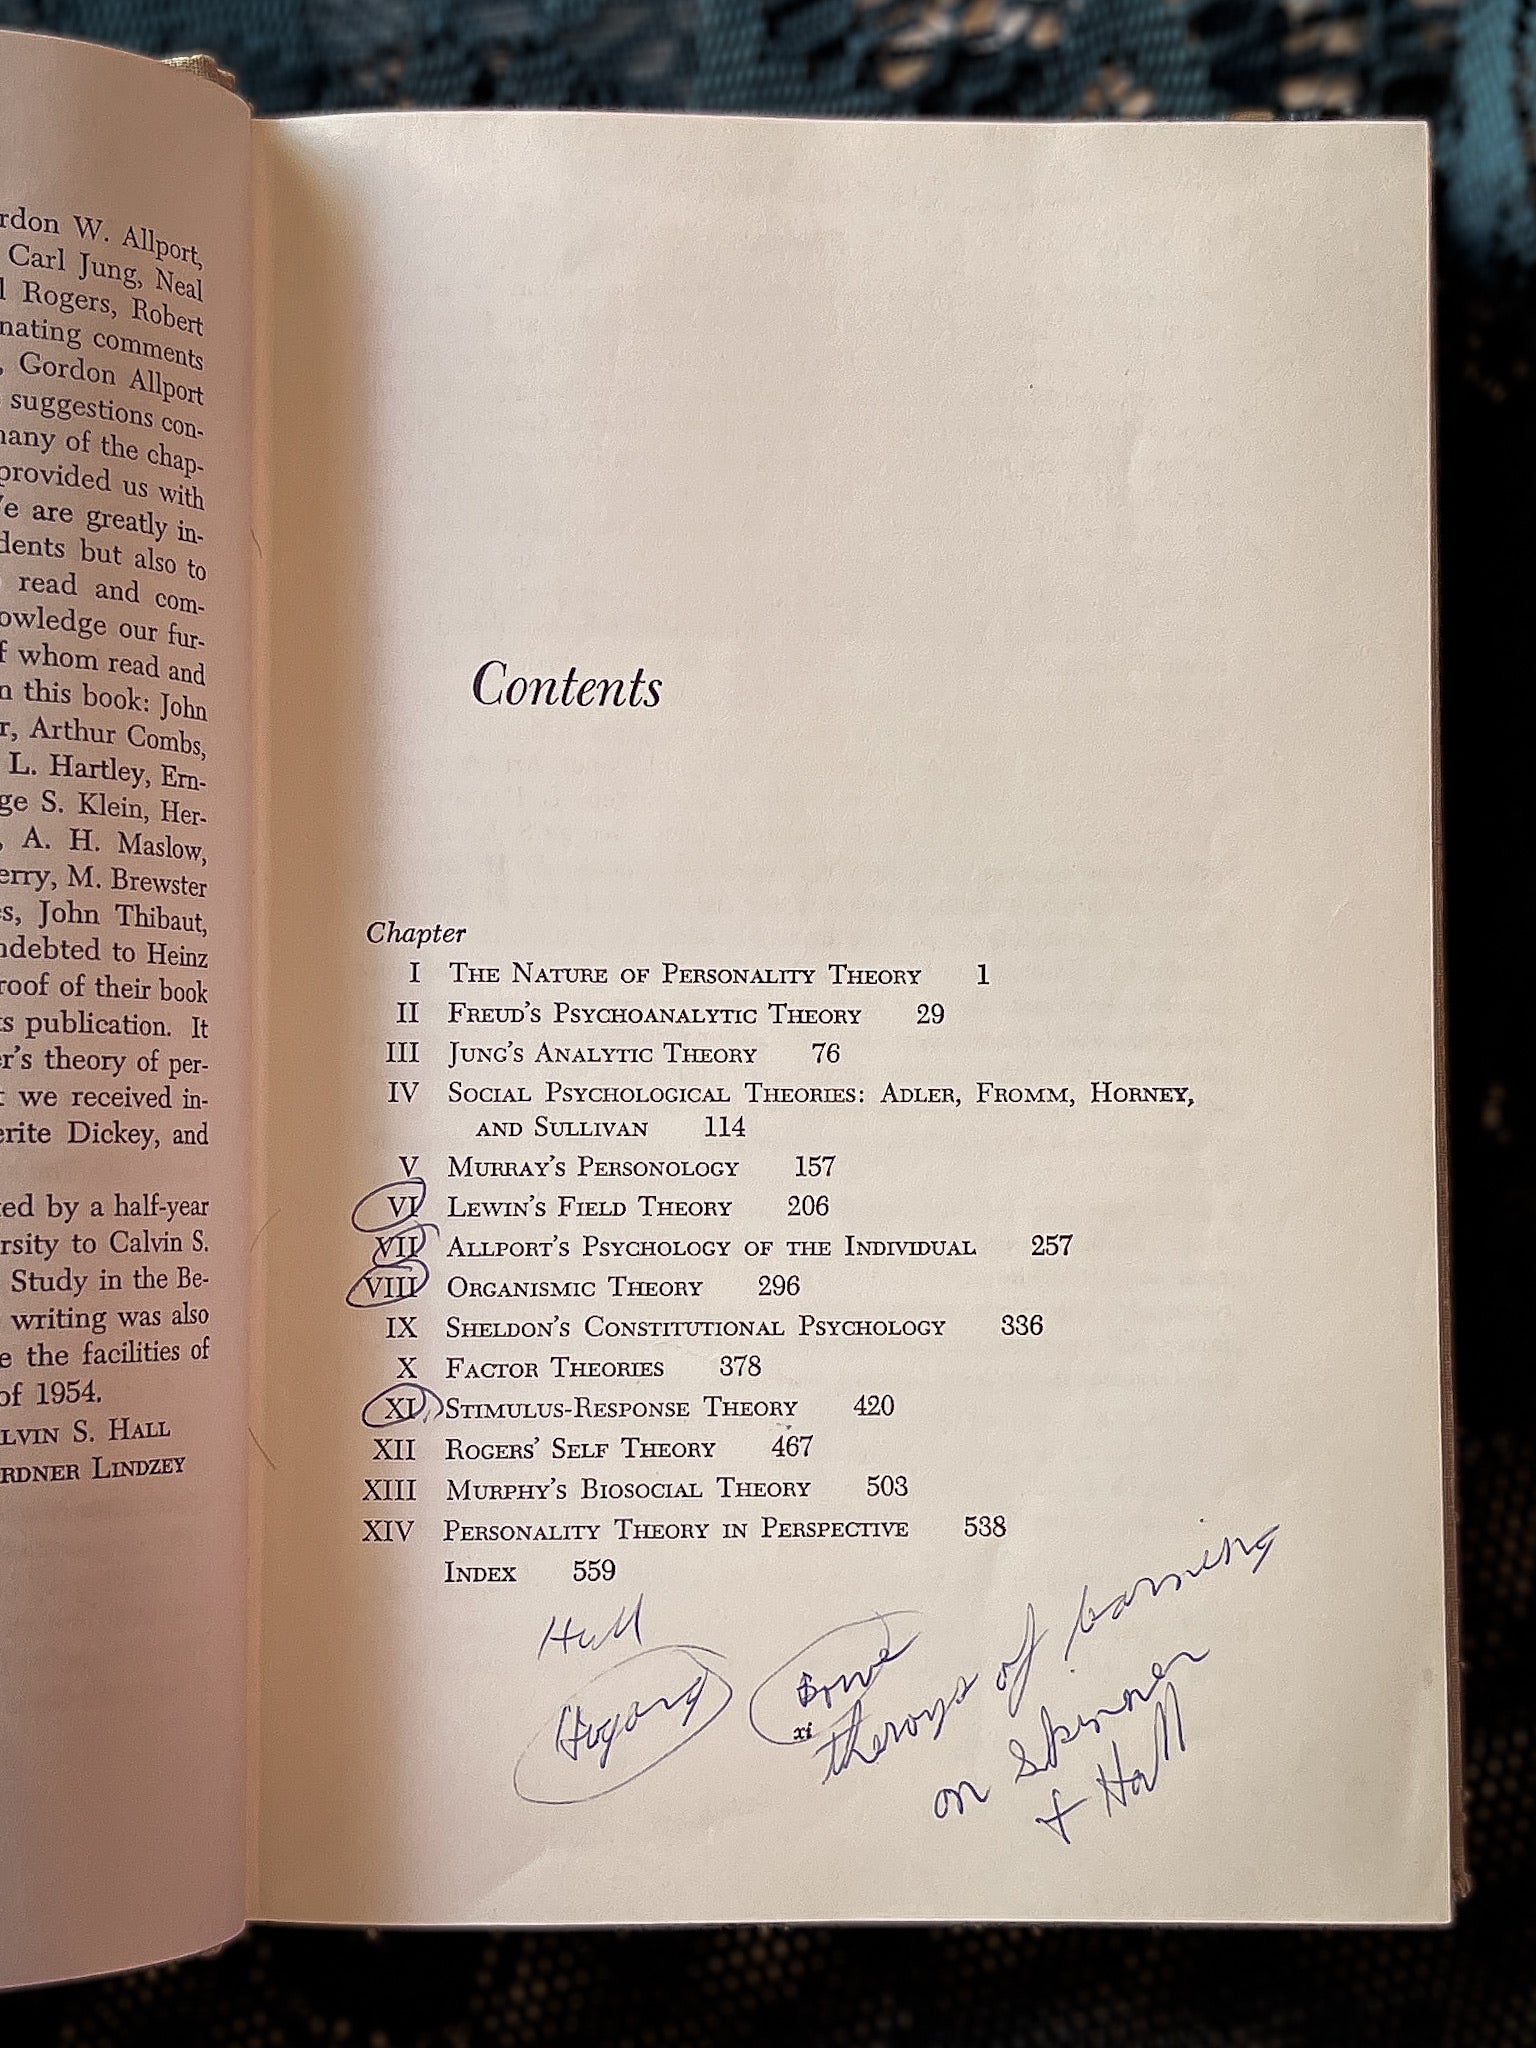 rdon W. Allport,
Carl Jung, Neal
l Rogers, Robert
nating comments
, Gordon Allport
suggestions con-
nany of the chap-
provided us with
e are greatly in-
dents but also to
read and com-
owledge our fur-
f whom read and
n this book: John
r, Arthur Combs,
L. Hartley, Ern-
ge S. Klein, Her-
, A. H. Maslow,
erry, M. Brewster
es, John Thibaut,
ndebted to Heinz
roof of their book
ts publication. It
er's theory of per-
t we received in-
erite Dickey, and
ted by a half-year
rsity to Calvin S.
Study in the Be-
writing was also
e the facilities of
of 1954.
LVIN S. HALL
RDNER LINDZEY
Contents
Chapter
I THE NATURE OF PERSONALITY THEORY 1
II FREUD'S PSYCHOANALYTIC THEORY 29
III JUNG'S ANALYTIC THEORY 76
IV SOCIAL PSYCHOLOGICAL THEORIES: ADLER, FROMM, HORNEY,
AND SULLIVAN 114
V MURRAY'S PERSONOLOGY 157
VI LEWIN'S FIELD THEORY 206
VII ALLPORT'S PSYCHOLOGY OF THE INDIVIDUAL 257
VIII ORGANISMIC THEORY 296
IX SHELDON'S CONSTITUTIONAL PSYCHOLOGY 336
X FACTOR THEORIES 378
XI STIMULUS-RESPONSE THEORY 420
XII ROGERS' SELF THEORY 467
XIII MURPHY'S BIOSOCIAL THEORY 503
XIV PERSONALITY THEORY IN PERSPECTIVE 538
INDEX 559
Hull
of
on Skinner
+ Hall
xi